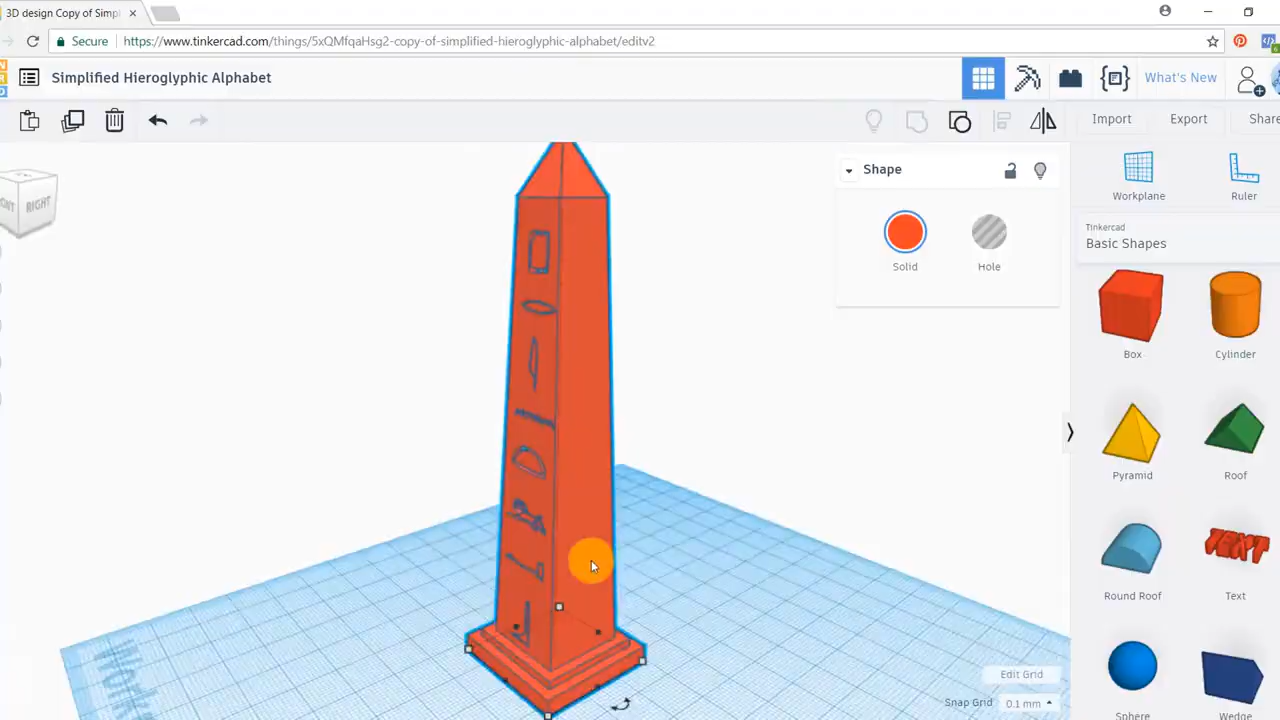 3D design Copy of Simpl
Secure
https://www.tinkercad.com/things/5xQMfqaHsg2-copy-of-simplified-hieroglyphic-alphabet/editv2
Simplified Hieroglyphic Alphabet
What's New
Import
Export
Share
RIGHT
Shape
Solid
Hole
Workplane
Ruler
Tinkercad
Basic Shapes
Box
Cylinder
Pyramid
Roof
Round Roof
Text
TEXT
Sphere
Wedge
Edit Grid
Snap Grid
0.1 mm